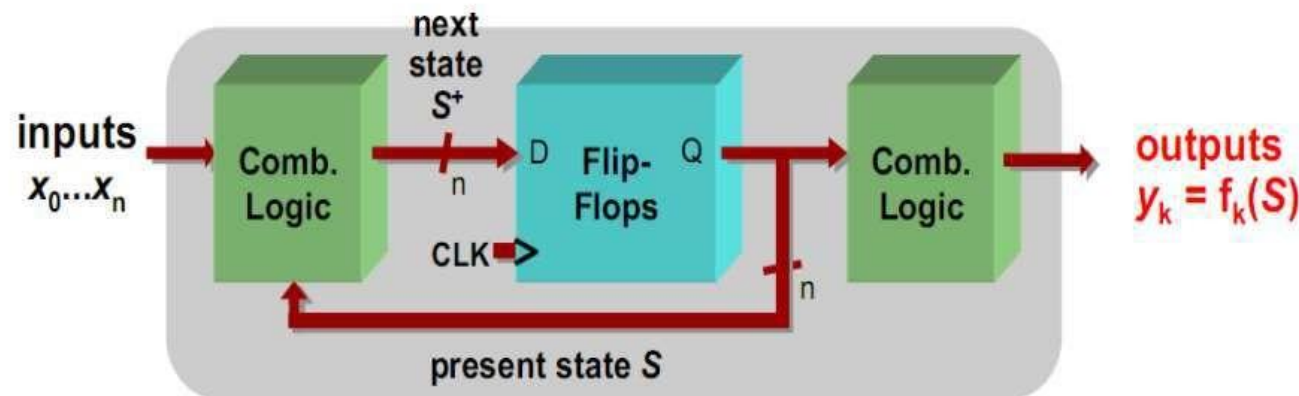 next
state
S⁺
inputs
x₀...xₙ
Comb.
Logic
n
D
Q
Flip-
Flops
CLK
n
Comb.
Logic
outputs
yₖ = fₖ(S)
present state S